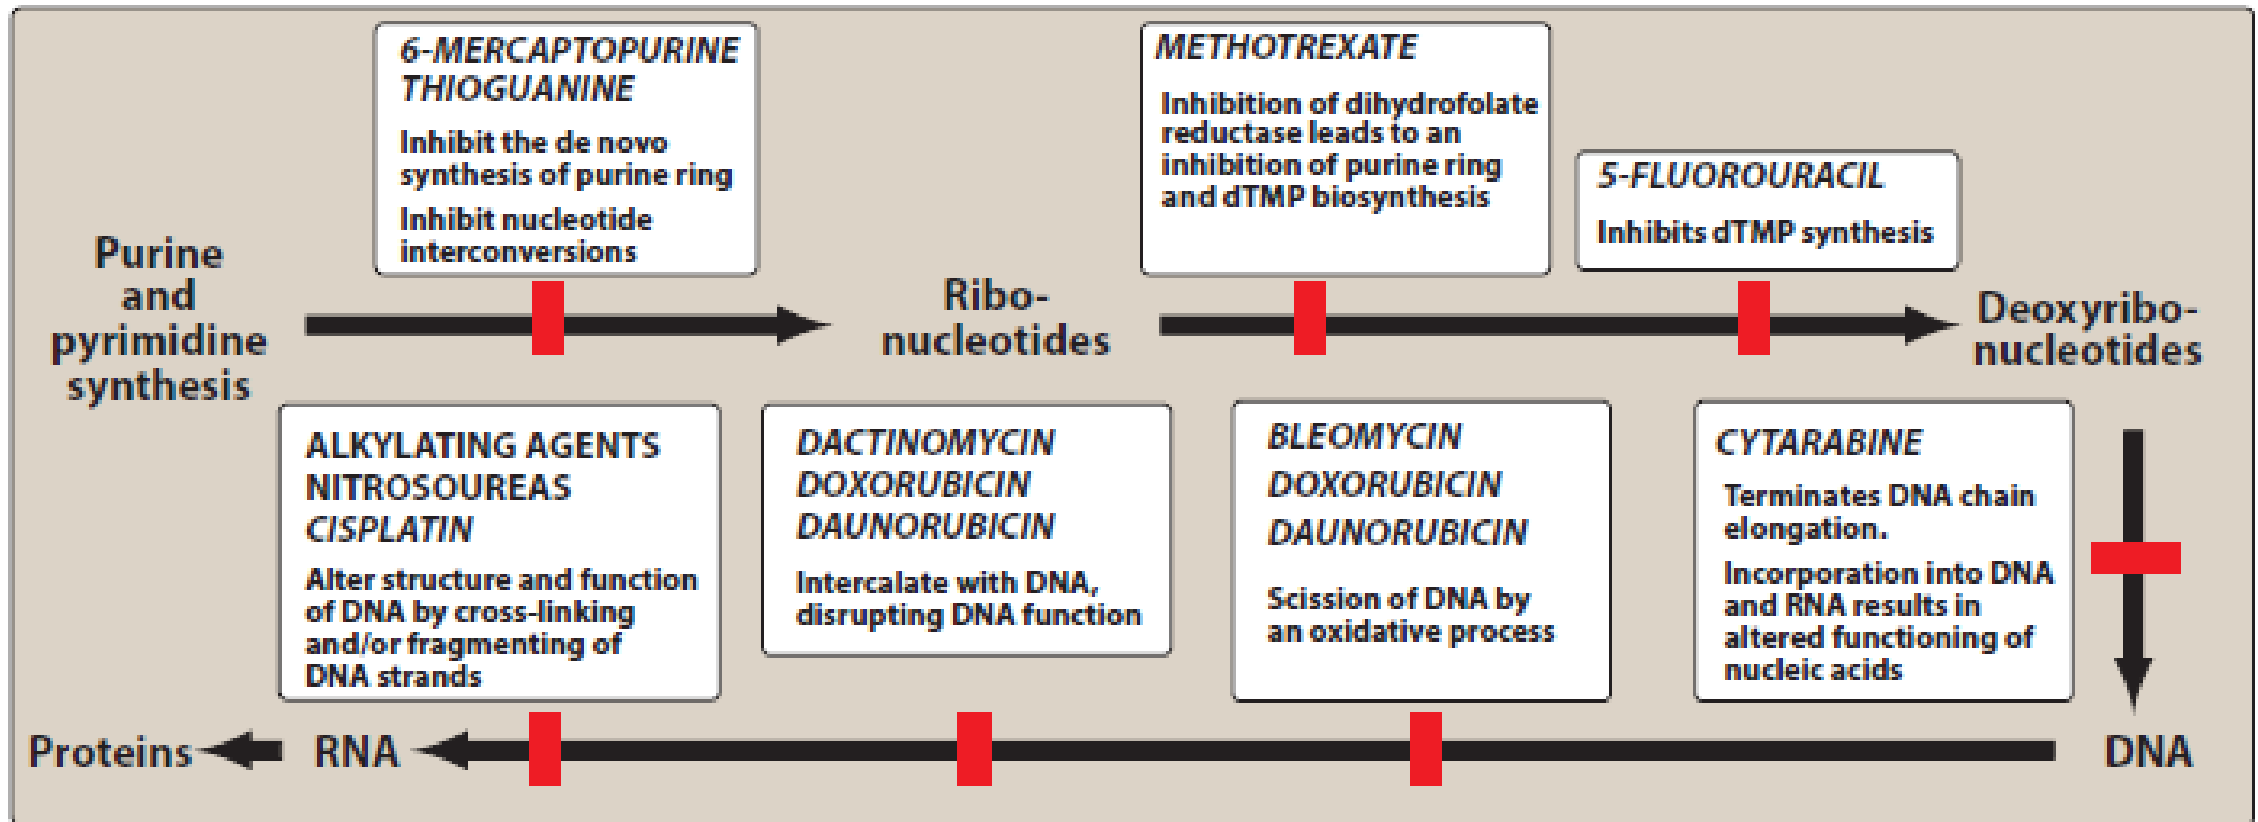 6-MERCAPTOPURINE
THIOGUANINE
Inhibit the de novo
synthesis of purine ring
Inhibit nucleotide
interconversions
METHOTREXATE
Inhibition of dihydrofolate
reductase leads to an
inhibition of purine ring
and dTMP biosynthesis
5-FLUOROURACIL
Inhibits dTMP synthesis
Purine
and
pyrimidine
synthesis
Ribo-
nucleotides
Deoxyribo-
nucleotides
ALKYLATING AGENTS
NITROSOUREAS
CISPLATIN
Alter structure and function
of DNA by cross-linking
and/or fragmenting of
DNA strands
DACTINOMYCIN
DOXORUBICIN
DAUNORUBICIN
Intercalate with DNA,
disrupting DNA function
BLEOMYCIN
DOXORUBICIN
DAUNORUBICIN
Scission of DNA by
an oxidative process
CYTARABINE
Terminates DNA chain
elongation.
Incorporation into DNA
and RNA results in
altered functioning of
nucleic acids
Proteins
RNA
DNA